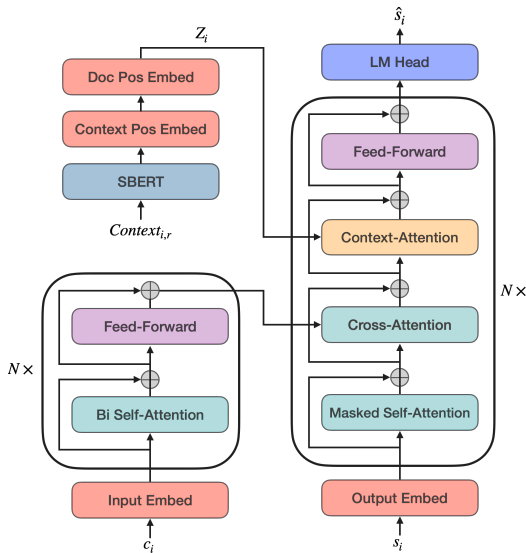 Z_i
Doc Pos Embed
Context Pos Embed
SBERT
Context_{i,r}
Feed-Forward
Bi Self-Attention
N ×
Input Embed
c_i
ŝ_i
LM Head
Feed-Forward
Context-Attention
Cross-Attention
Masked Self-Attention
N ×
Output Embed
s_i